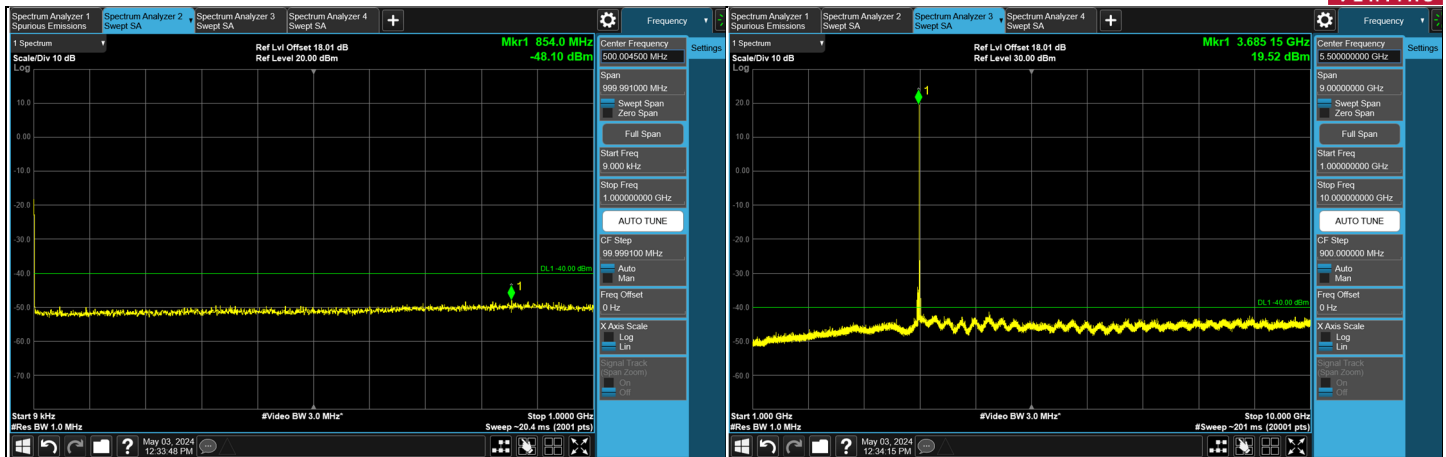 Spectrum Analyzer 1
Spurious Emissions
Spectrum Analyzer 2
Swept SA
Spectrum Analyzer 3
Swept SA
Spectrum Analyzer 4
Swept SA
Frequency
1 Spectrum
Scale/Div 10 dB
Log
Ref Lvl Offset 18.01 dB
Ref Level 20.00 dBm
Mkr1 854.0 MHz
-48.10 dBm
10.0
0.00
-10.0
-20.0
-30.0
-40.0
-50.0
-60.0
-70.0
1
DL1 -40.00 dBm
Start 9 kHz
#Res BW 1.0 MHz
#Video BW 3.0 MHz*
Stop 1.0000 GHz
Sweep ~20.4 ms (2001 pts)
Center Frequency
500.004500 MHz
Settings
Span
999.991000 MHz
Swept Span
Zero Span
Full Span
Start Freq
9.000 kHz
Stop Freq
1.000000000 GHz
AUTO TUNE
CF Step
99.999100 MHz
Auto
Man
Freq Offset
0 Hz
X Axis Scale
Log
Lin
Signal Track
(Span Zoom)
On
Off
?
May 03, 2024
12:33:48 PM
Spectrum Analyzer 1
Spurious Emissions
Spectrum Analyzer 2
Swept SA
Spectrum Analyzer 3
Swept SA
Spectrum Analyzer 4
Swept SA
Frequency
1 Spectrum
Scale/Div 10 dB
Log
Ref Lvl Offset 18.01 dB
Ref Level 30.00 dBm
Mkr1 3.685 15 GHz
19.52 dBm
20.0
10.0
0.00
-10.0
-20.0
-30.0
-40.0
-50.0
-60.0
1
DL1 -40.00 dBm
Start 1.000 GHz
#Res BW 1.0 MHz
#Video BW 3.0 MHz*
Stop 10.000 GHz
#Sweep ~201 ms (20001 pts)
Center Frequency
5.500000000 GHz
Settings
Span
9.00000000 GHz
Swept Span
Zero Span
Full Span
Start Freq
1.000000000 GHz
Stop Freq
10.000000000 GHz
AUTO TUNE
CF Step
900.000000 MHz
Auto
Man
Freq Offset
0 Hz
X Axis Scale
Log
Lin
Signal Track
(Span Zoom)
On
Off
?
May 03, 2024
12:34:15 PM